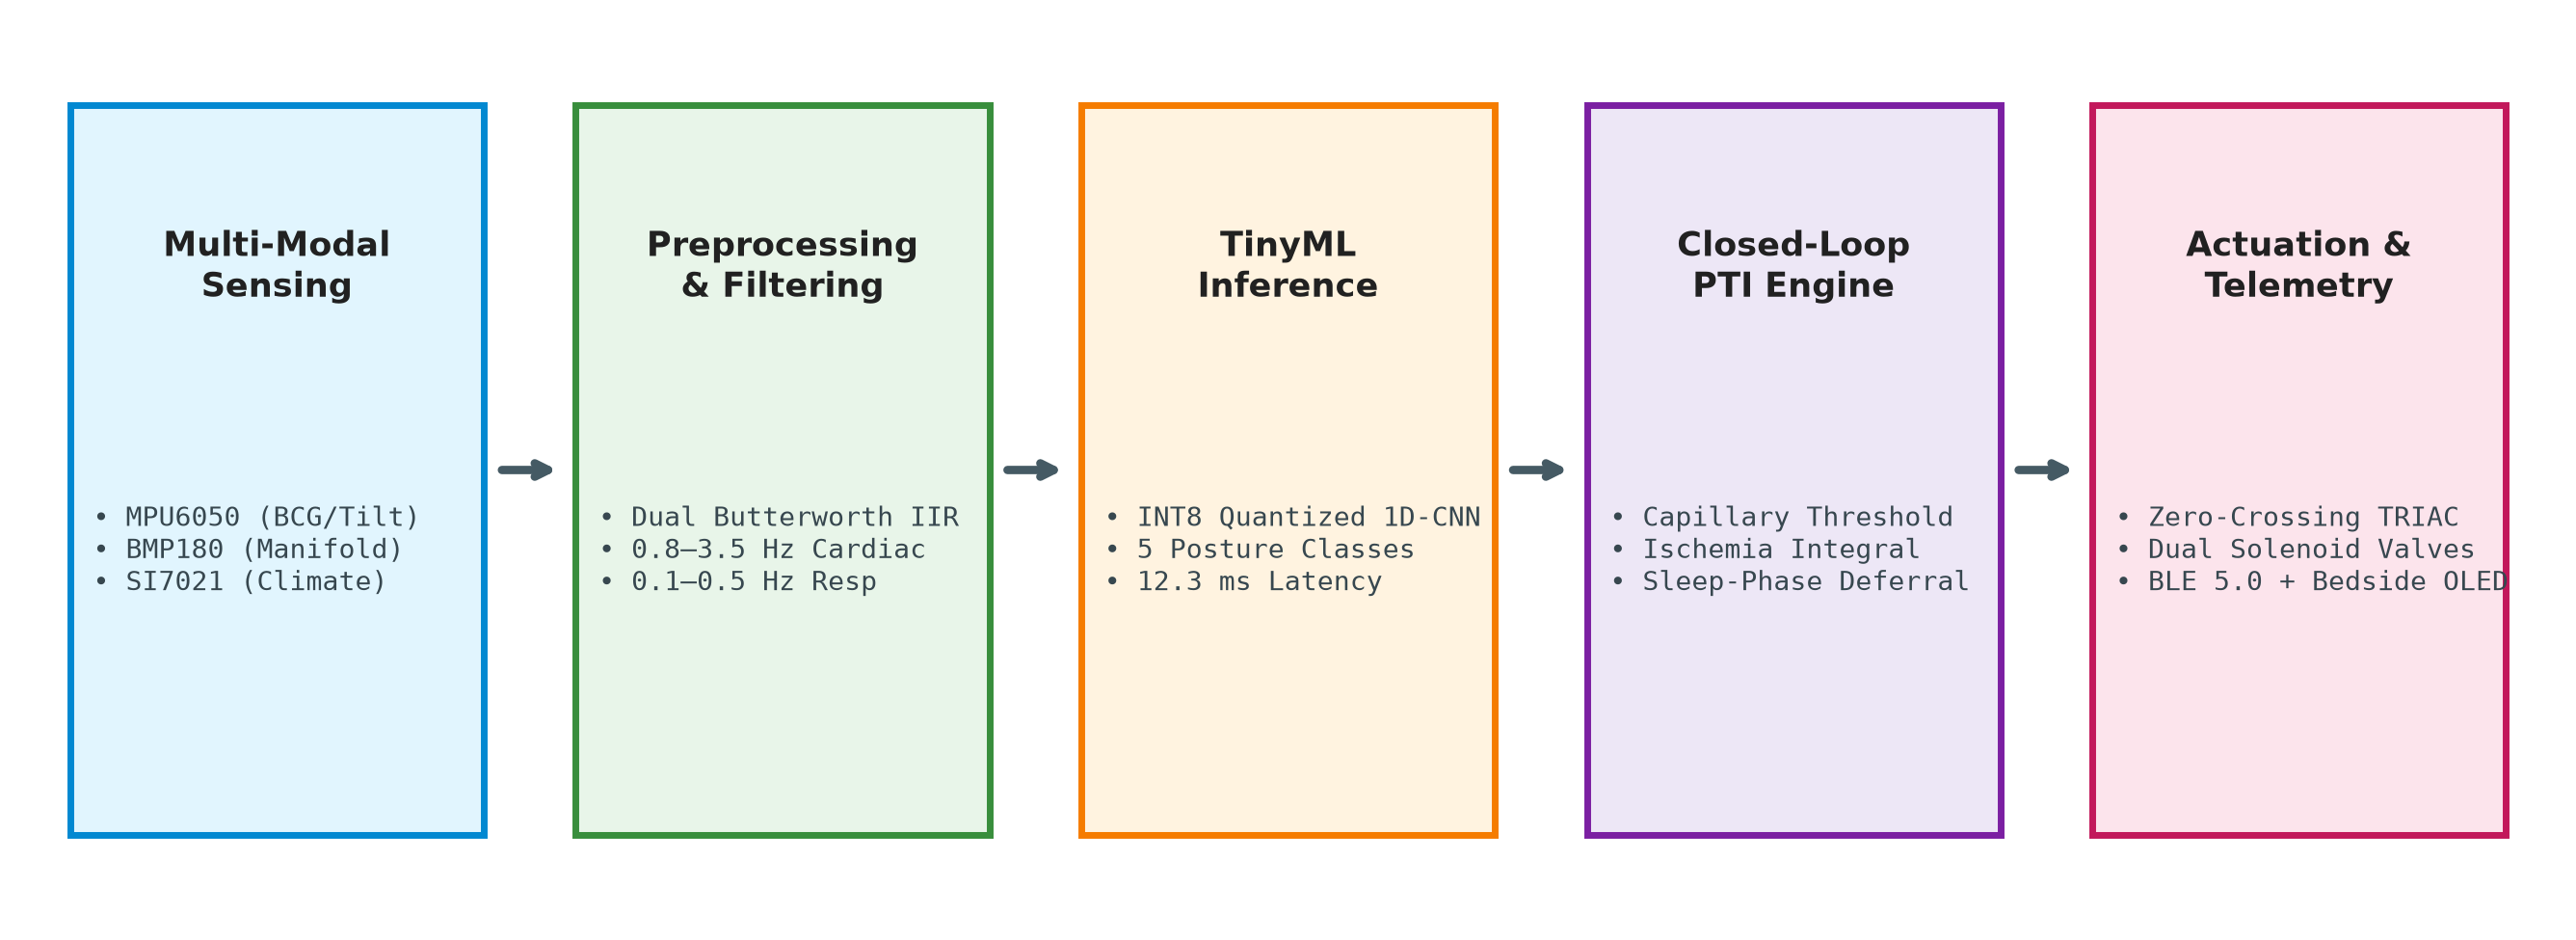 Multi-Modal
Sensing
• MPU6050 (BCG/Tilt)
• BMP180 (Manifold)
• SI7021 (Climate)
Preprocessing
& Filtering
• Dual Butterworth IIR
• 0.8–3.5 Hz Cardiac
• 0.1–0.5 Hz Resp
TinyML
Inference
• INT8 Quantized 1D-CNN
• 5 Posture Classes
• 12.3 ms Latency
Closed-Loop
PTI Engine
• Capillary Threshold
• Ischemia Integral
• Sleep-Phase Deferral
Actuation &
Telemetry
• Zero-Crossing TRIAC
• Dual Solenoid Valves
• BLE 5.0 + Bedside OLED